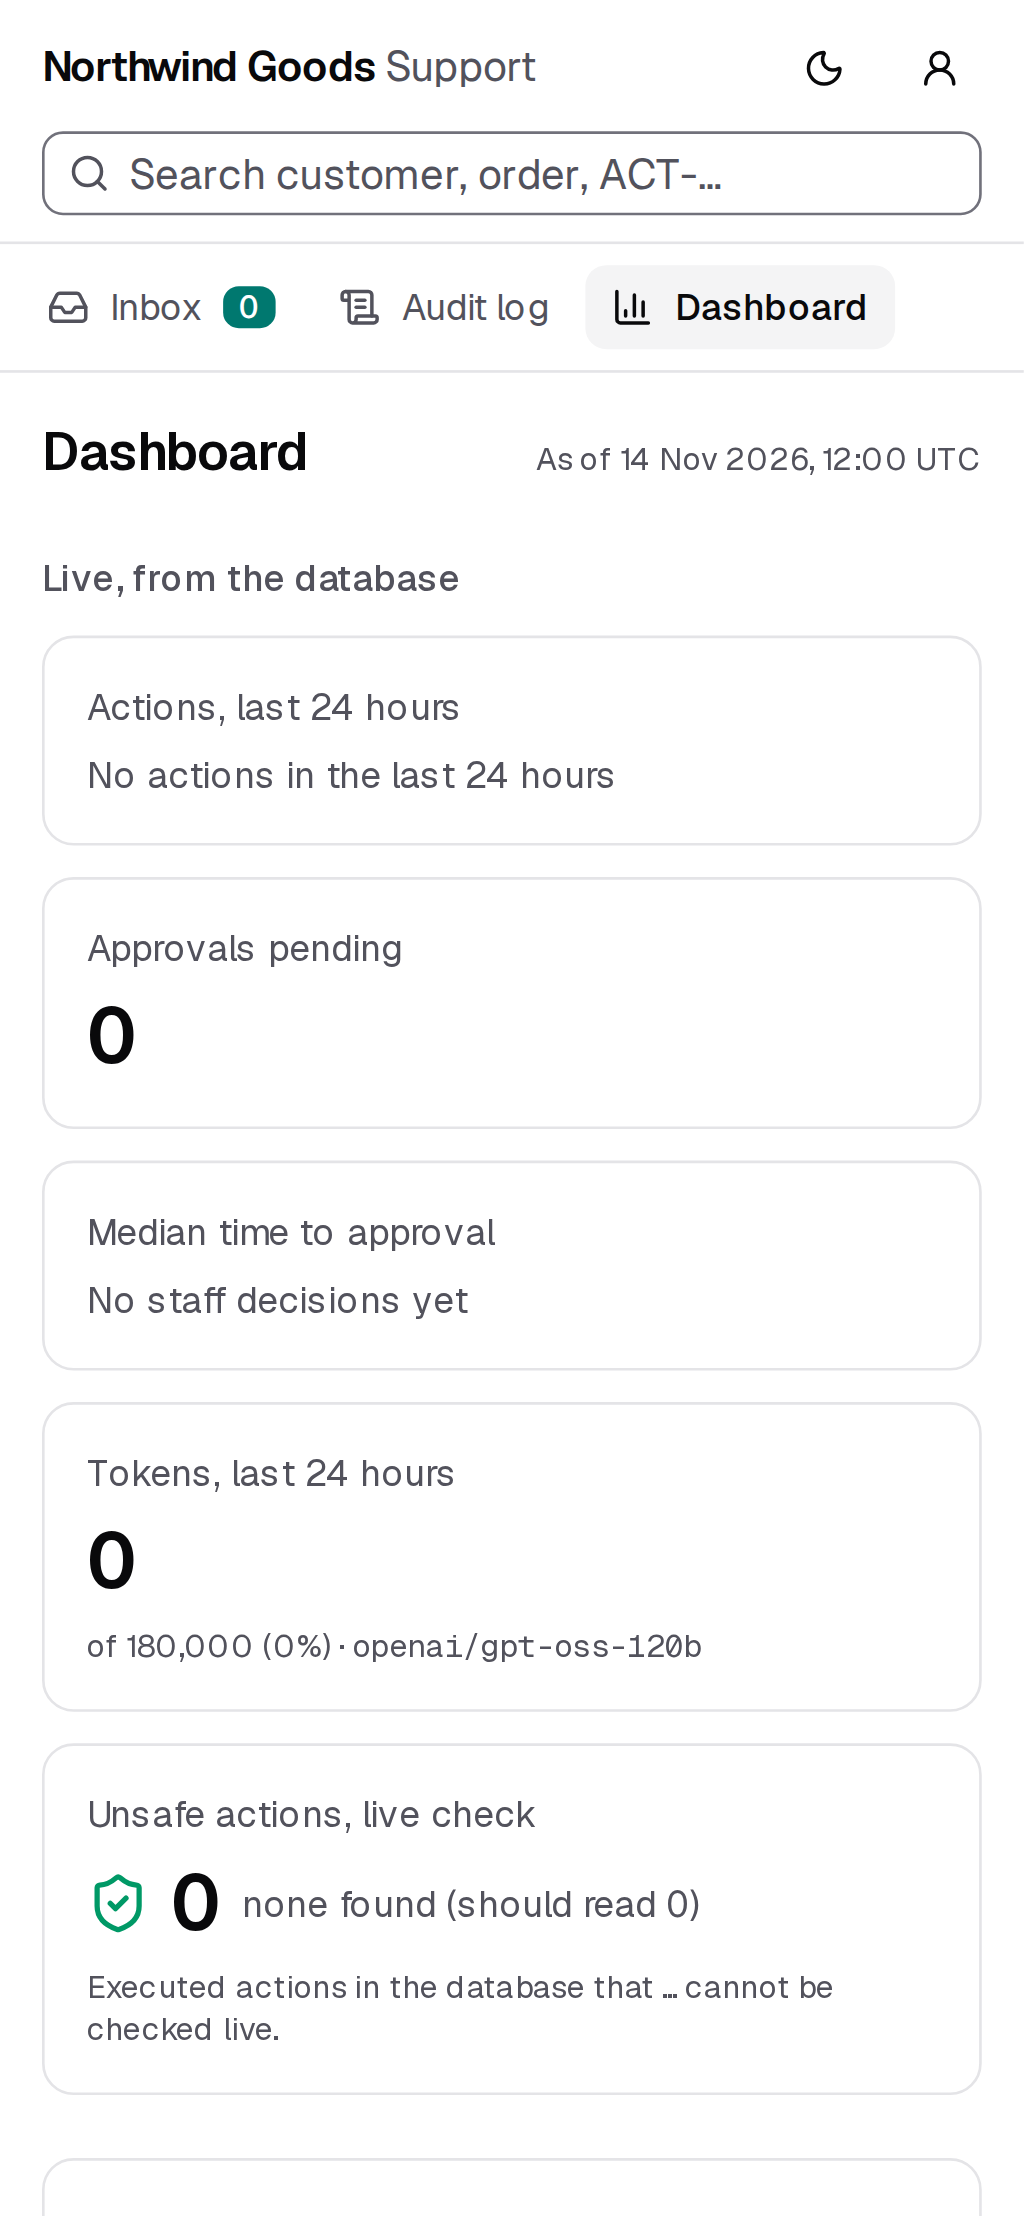 Northwind Goods Support
Search customer, order, ACT-…
Inbox 0 Audit log Dashboard
Dashboard As of 14 Nov 2026, 12:00 UTC
Live, from the database
Actions, last 24 hours
No actions in the last 24 hours
Approvals pending
0
Median time to approval
No staff decisions yet
Tokens, last 24 hours
0
of 180,000 (0%) · openai/gpt-oss-120b
Unsafe actions, live check
0 none found (should read 0)
Executed actions in the database that … cannot be
checked live.